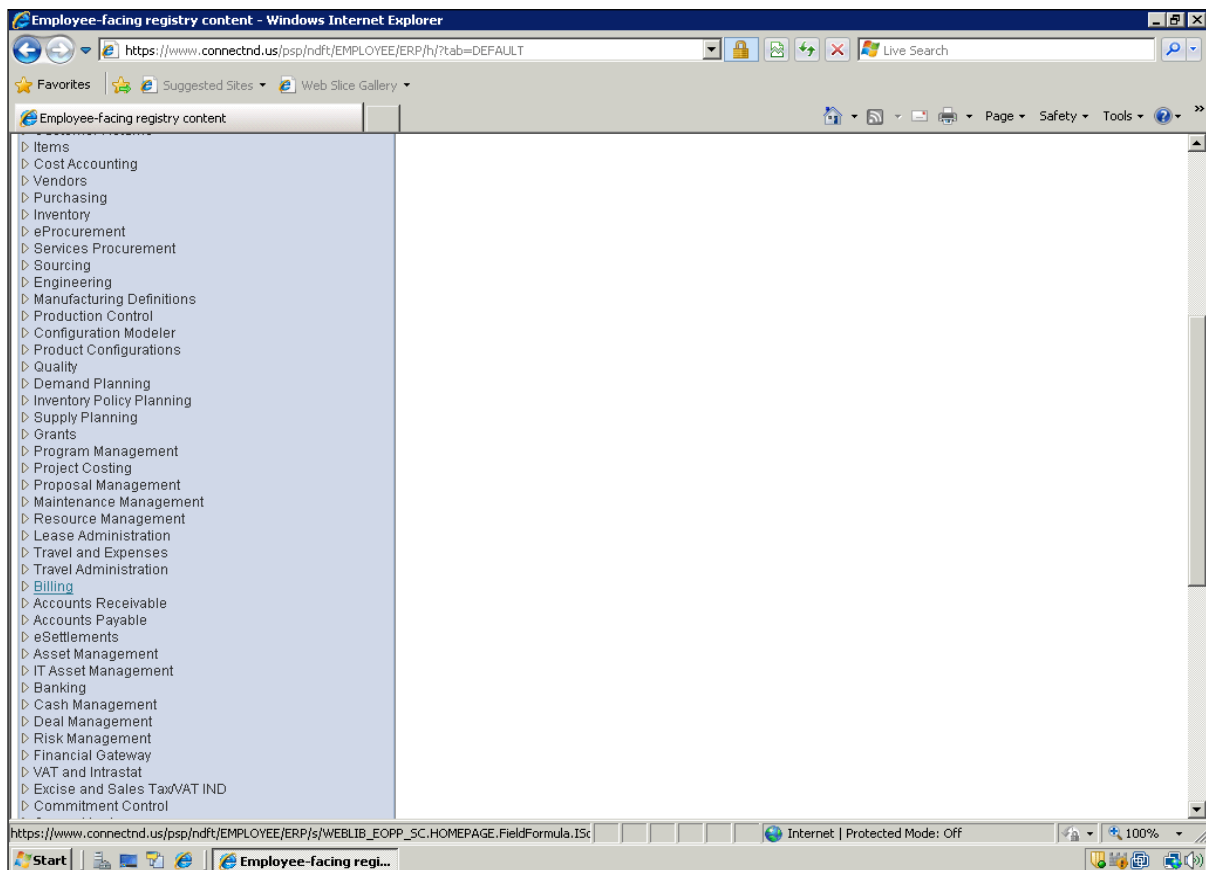 Employee-facing registry content - Windows Internet Explorer
https://www.connectnd.us/psp/ndft/EMPLOYEE/ERP/h/?tab=DEFAULT
Live Search
Favorites
Suggested Sites
Web Slice Gallery
Employee-facing registry content
Page
Safety
Tools
»
Items
Cost Accounting
Vendors
Purchasing
Inventory
eProcurement
Services Procurement
Sourcing
Engineering
Manufacturing Definitions
Production Control
Configuration Modeler
Product Configurations
Quality
Demand Planning
Inventory Policy Planning
Supply Planning
Grants
Program Management
Project Costing
Proposal Management
Maintenance Management
Resource Management
Lease Administration
Travel and Expenses
Travel Administration
Billing
Accounts Receivable
Accounts Payable
eSettlements
Asset Management
IT Asset Management
Banking
Cash Management
Deal Management
Risk Management
Financial Gateway
VAT and Intrastat
Excise and Sales Tax/VAT IND
Commitment Control
https://www.connectnd.us/psp/ndft/EMPLOYEE/ERP/s/WEBLIB_EOPP_SC.HOMEPAGE.FieldFormula.ISc
Internet | Protected Mode: Off
100%
Start
Employee-facing regi...